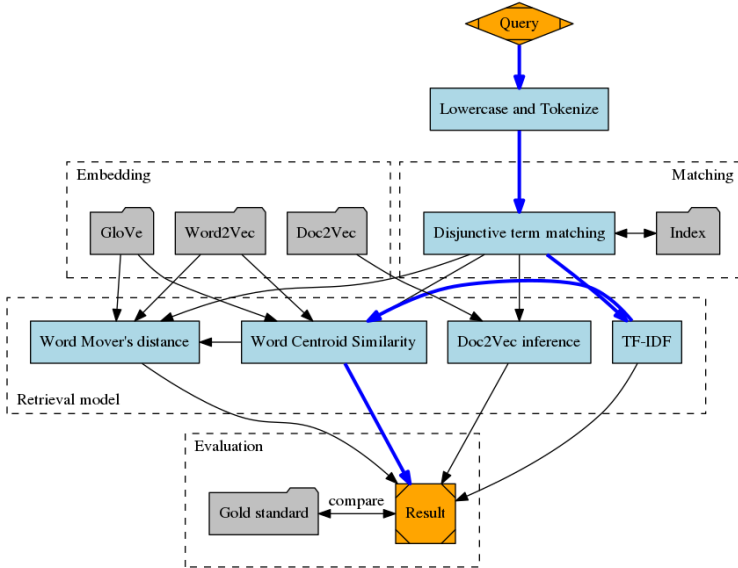 Query
Lowercase and Tokenize
Embedding
Matching
GloVe
Word2Vec
Doc2Vec
Disjunctive term matching
Index
Word Mover's distance
Word Centroid Similarity
Doc2Vec inference
TF-IDF
Retrieval model
Evaluation
Gold standard
compare
Result